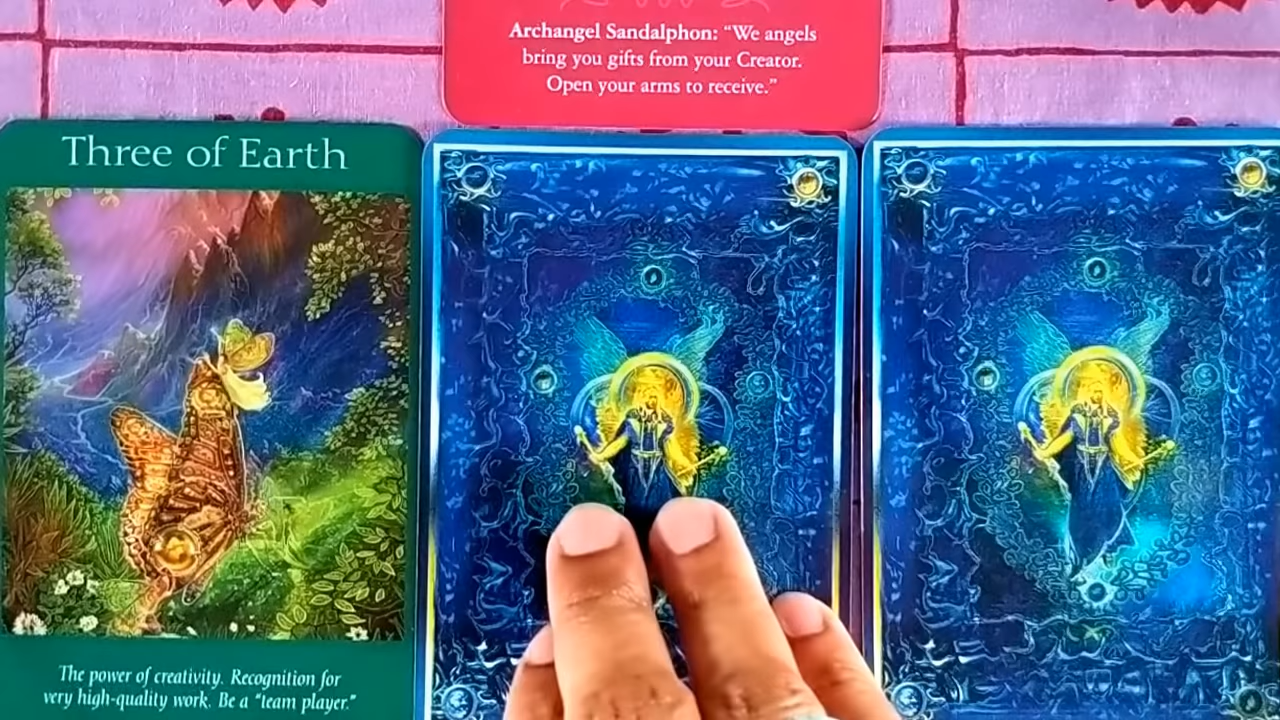 Archangel Sandalphon: “We angels
bring you gifts from your Creator.
Open your arms to receive.”
Three of Earth
The power of creativity. Recognition for
very high-quality work. Be a “team player.”